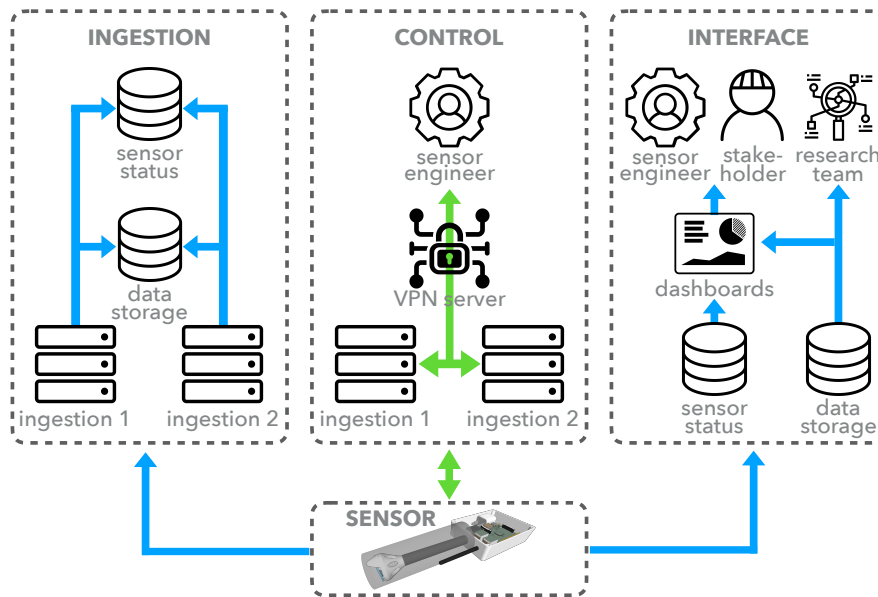 INGESTION
sensor
status
data
storage
ingestion 1
ingestion 2
CONTROL
sensor
engineer
VPN server
ingestion 1
ingestion 2
INTERFACE
sensor
engineer
stake-
holder
research
team
dashboards
sensor
status
data
storage
SENSOR